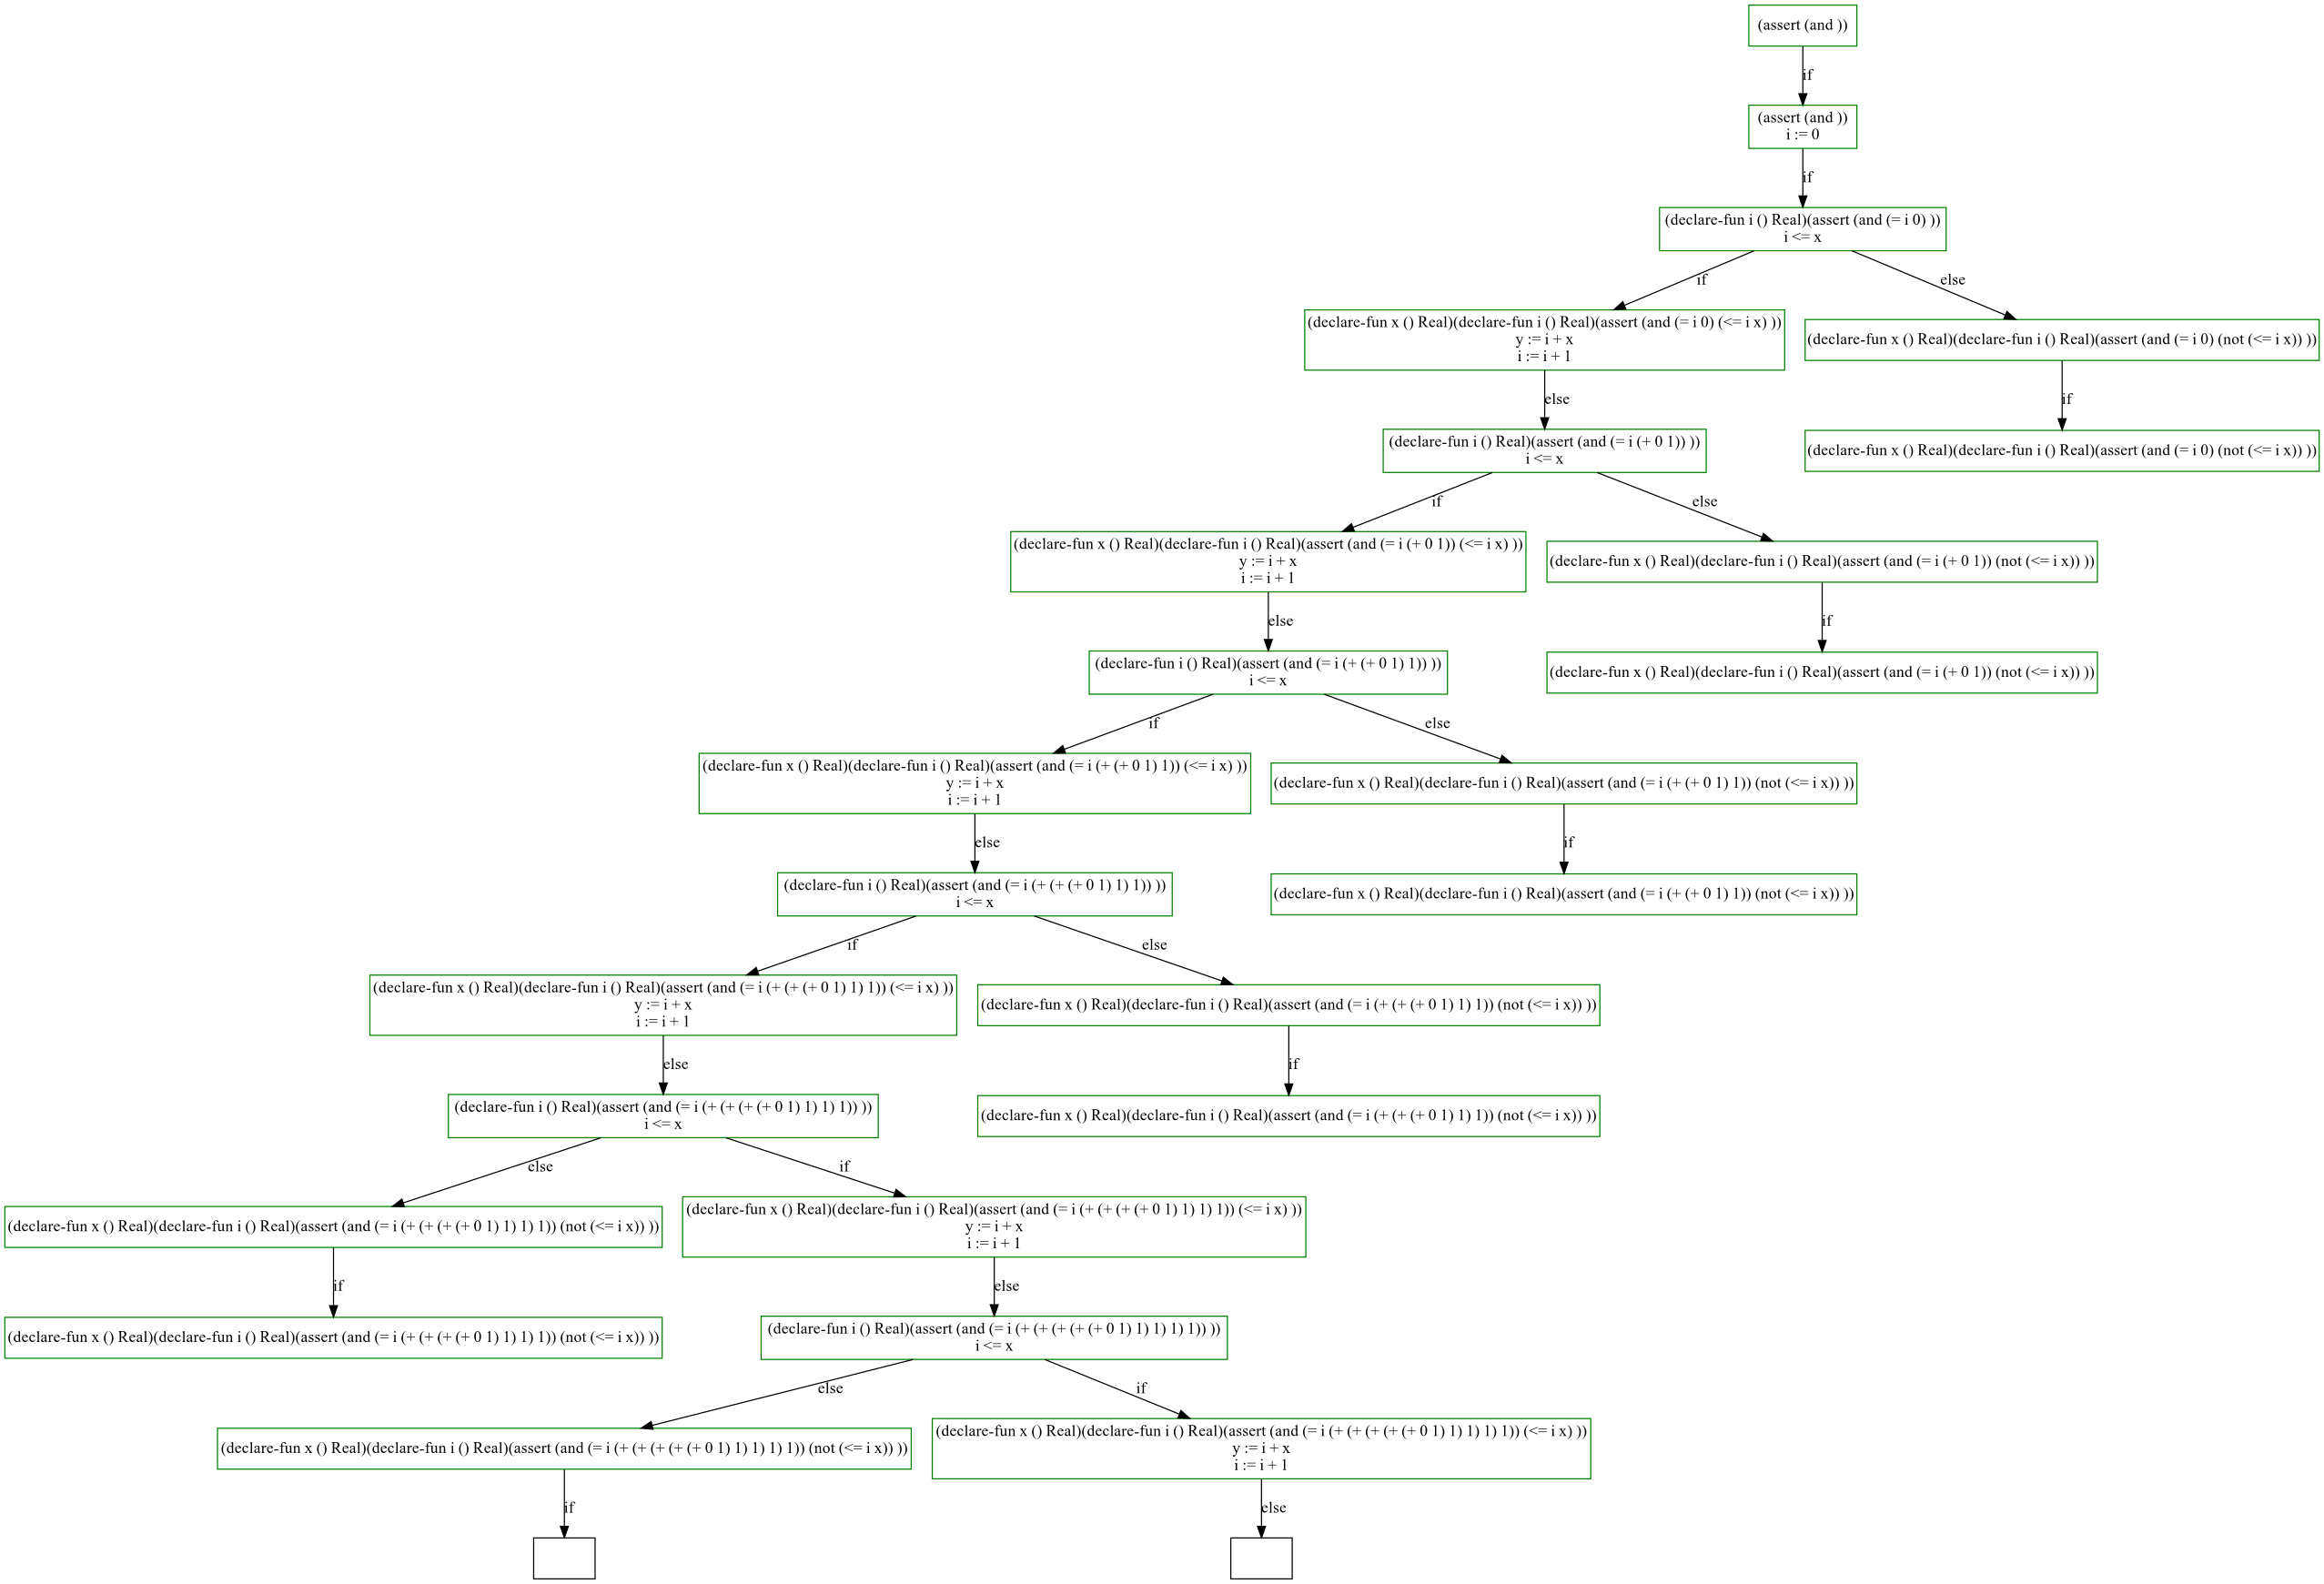 (assert (and ))
if
(assert (and ))
i := 0
if
(declare-fun i () Real)(assert (and (= i 0) ))
i <= x
if
else
(declare-fun x () Real)(declare-fun i () Real)(assert (and (= i 0) (<= i x) ))
y := i + x
i := i + 1
(declare-fun x () Real)(declare-fun i () Real)(assert (and (= i 0) (not (<= i x)) ))
else
if
(declare-fun i () Real)(assert (and (= i (+ 0 1)) ))
i <= x
(declare-fun x () Real)(declare-fun i () Real)(assert (and (= i 0) (not (<= i x)) ))
if
else
(declare-fun x () Real)(declare-fun i () Real)(assert (and (= i (+ 0 1)) (<= i x) ))
y := i + x
i := i + 1
(declare-fun x () Real)(declare-fun i () Real)(assert (and (= i (+ 0 1)) (not (<= i x)) ))
else
if
(declare-fun i () Real)(assert (and (= i (+ (+ 0 1) 1)) ))
i <= x
(declare-fun x () Real)(declare-fun i () Real)(assert (and (= i (+ 0 1)) (not (<= i x)) ))
if
else
(declare-fun x () Real)(declare-fun i () Real)(assert (and (= i (+ (+ 0 1) 1)) (<= i x) ))
y := i + x
i := i + 1
(declare-fun x () Real)(declare-fun i () Real)(assert (and (= i (+ (+ 0 1) 1)) (not (<= i x)) ))
else
if
(declare-fun i () Real)(assert (and (= i (+ (+ (+ 0 1) 1) 1)) ))
i <= x
(declare-fun x () Real)(declare-fun i () Real)(assert (and (= i (+ (+ 0 1) 1)) (not (<= i x)) ))
if
else
(declare-fun x () Real)(declare-fun i () Real)(assert (and (= i (+ (+ (+ 0 1) 1) 1)) (<= i x) ))
y := i + x
i := i + 1
(declare-fun x () Real)(declare-fun i () Real)(assert (and (= i (+ (+ (+ 0 1) 1) 1)) (not (<= i x)) ))
else
if
(declare-fun i () Real)(assert (and (= i (+ (+ (+ (+ 0 1) 1) 1) 1)) ))
i <= x
(declare-fun x () Real)(declare-fun i () Real)(assert (and (= i (+ (+ (+ 0 1) 1) 1)) (not (<= i x)) ))
else
if
(declare-fun x () Real)(declare-fun i () Real)(assert (and (= i (+ (+ (+ (+ 0 1) 1) 1) 1)) (not (<= i x)) ))
(declare-fun x () Real)(declare-fun i () Real)(assert (and (= i (+ (+ (+ (+ 0 1) 1) 1) 1)) (<= i x) ))
y := i + x
i := i + 1
if
else
(declare-fun x () Real)(declare-fun i () Real)(assert (and (= i (+ (+ (+ (+ 0 1) 1) 1) 1)) (not (<= i x)) ))
(declare-fun i () Real)(assert (and (= i (+ (+ (+ (+ (+ 0 1) 1) 1) 1) 1)) ))
i <= x
else
if
(declare-fun x () Real)(declare-fun i () Real)(assert (and (= i (+ (+ (+ (+ (+ 0 1) 1) 1) 1) 1)) (not (<= i x)) ))
(declare-fun x () Real)(declare-fun i () Real)(assert (and (= i (+ (+ (+ (+ (+ 0 1) 1) 1) 1) 1)) (<= i x) ))
y := i + x
i := i + 1
if
else